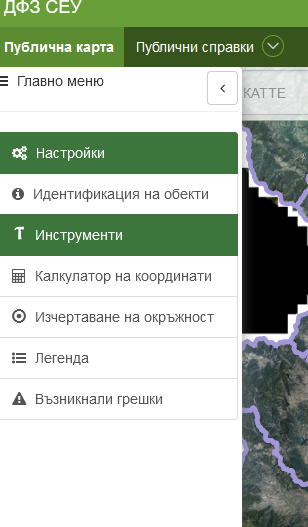 ДФЗ СЕУ
Публична карта Публични справки
Главно меню
КАТТЕ
Настройки
Идентификация на обекти
Инструменти
Калкулатор на координати
Изчертаване на окръжност
Легенда
Възникнали грешки